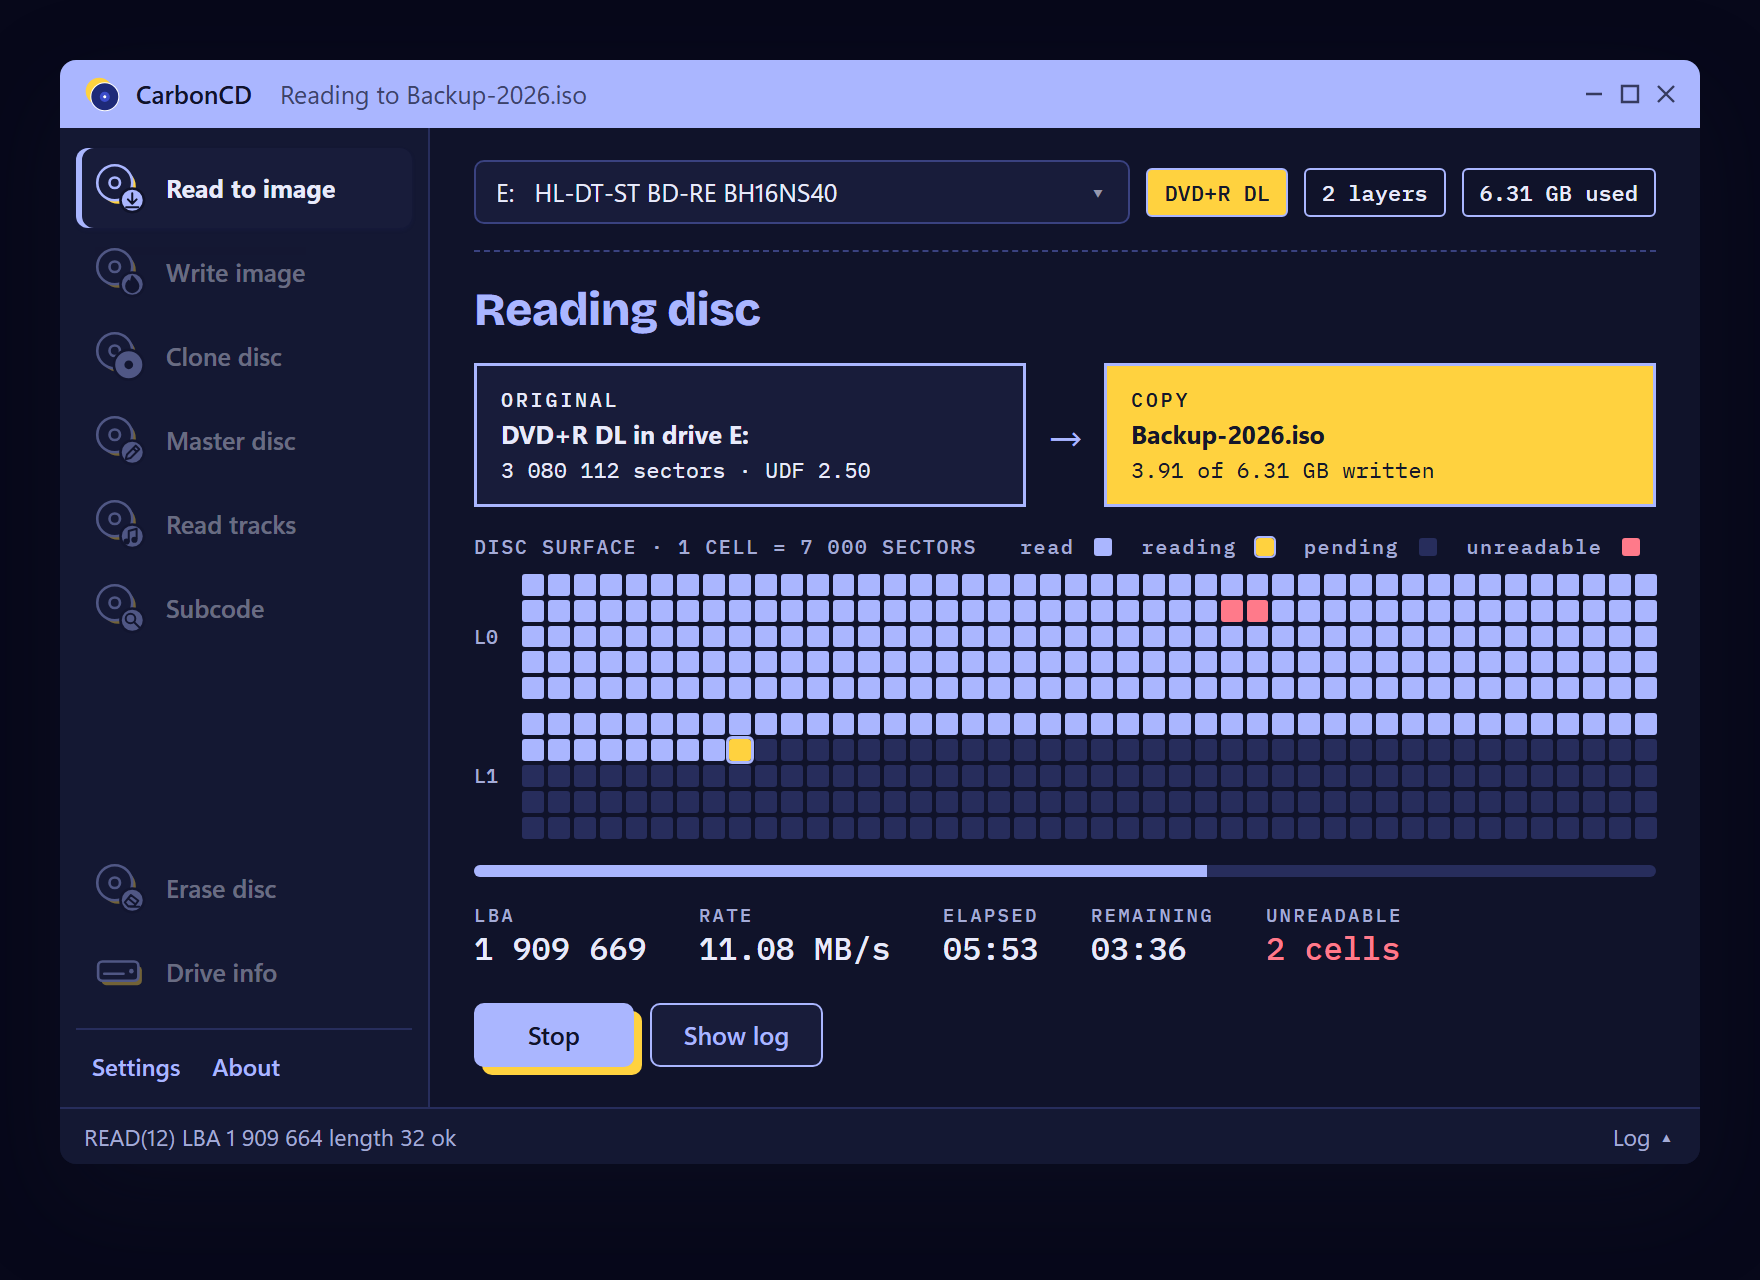 CarbonCD Reading to Backup-2026.iso
Read to image
Write image
Clone disc
Master disc
Read tracks
Subcode
Erase disc
Drive info
Settings About
E: HL-DT-ST BD-RE BH16NS40
DVD+R DL
2 layers
6.31 GB used
Reading disc
ORIGINAL
DVD+R DL in drive E:
3 080 112 sectors · UDF 2.50
→
COPY
Backup-2026.iso
3.91 of 6.31 GB written
DISC SURFACE · 1 CELL = 7 000 SECTORS read reading pending unreadable
L0
L1
LBA
1 909 669
RATE
11.08 MB/s
ELAPSED
05:53
REMAINING
03:36
UNREADABLE
2 cells
Stop
Show log
READ(12) LBA 1 909 664 length 32 ok
Log